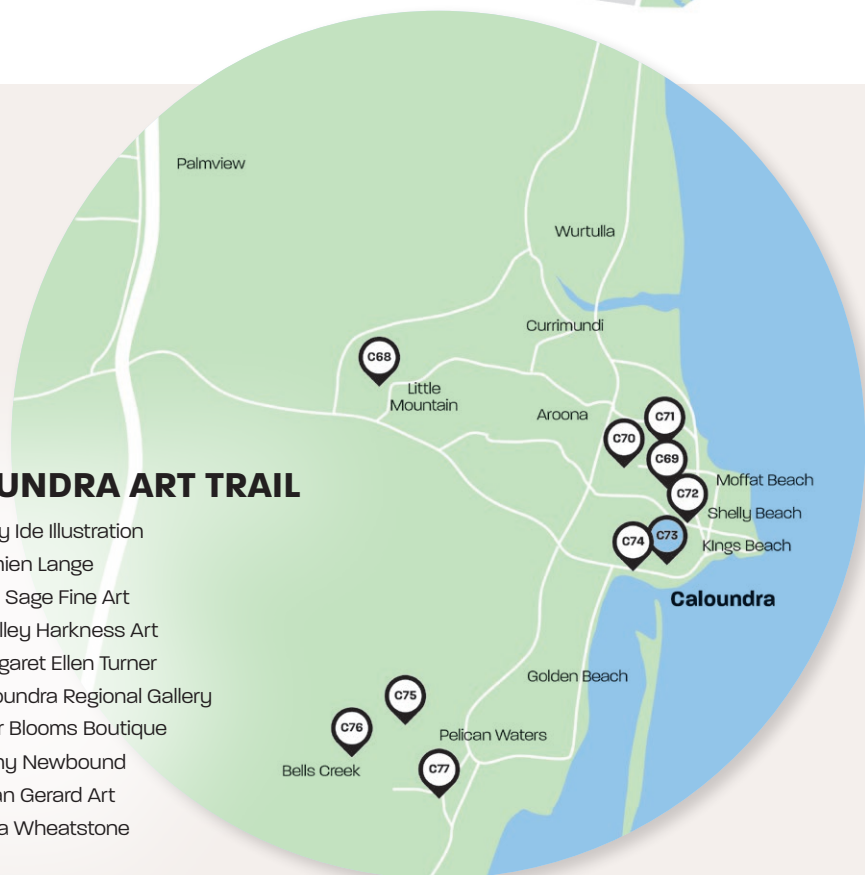 Palmview
Wurtulla
Currimundi
C68
Little
Mountain
Aroona
C71
C70
C69
Moffat Beach
C72
Shelly Beach
C74
C73
Kings Beach
Caloundra
UNDRA ART TRAIL
y Ide Illustration
nien Lange
Sage Fine Art
lley Harkness Art
garet Ellen Turner
oundra Regional Gallery
r Blooms Boutique
ny Newbound
an Gerard Art
a Wheatstone
Golden Beach
C75
C76
Pelican Waters
Bells Creek
C77